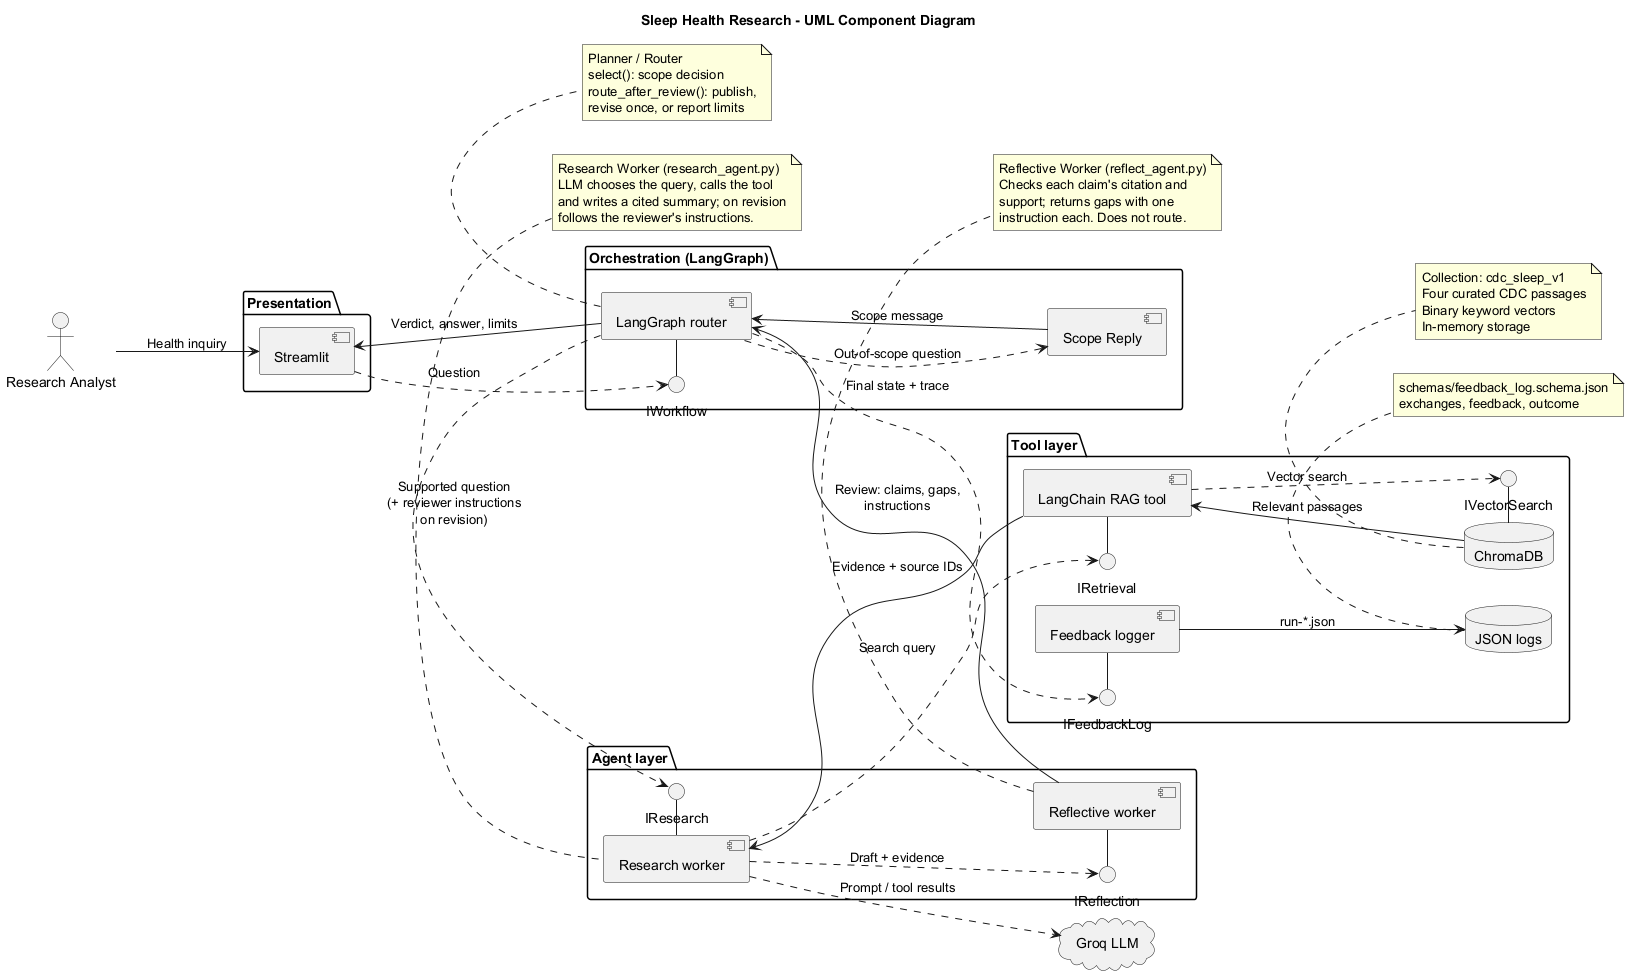 Sleep Health Research - UML Component Diagram
Planner / Router
select(): scope decision
route_after_review(): publish,
revise once, or report limits
Research Worker (research_agent.py)
LLM chooses the query, calls the tool
and writes a cited summary; on revision
follows the reviewer's instructions.
Reflective Worker (reflect_agent.py)
Checks each claim's citation and
support; returns gaps with one
instruction each. Does not route.
Collection: cdc_sleep_v1
Four curated CDC passages
Binary keyword vectors
In-memory storage
schemas/feedback_log.schema.json
exchanges, feedback, outcome
Research Analyst
Health inquiry
Presentation
Streamlit
Verdict, answer, limits
Question
Orchestration (LangGraph)
LangGraph router
IWorkflow
Scope message
Out-of-scope question
Final state + trace
Scope Reply
Supported question
(+ reviewer instructions
on revision)
Review: claims, gaps,
instructions
Evidence + source IDs
Search query
Tool layer
LangChain RAG tool
Vector search
IVectorSearch
Relevant passages
ChromaDB
IRetrieval
Feedback logger
run-*.json
JSON logs
IFeedbackLog
Agent layer
IResearch
Research worker
Draft + evidence
Prompt / tool results
Reflective worker
IReflection
Groq LLM